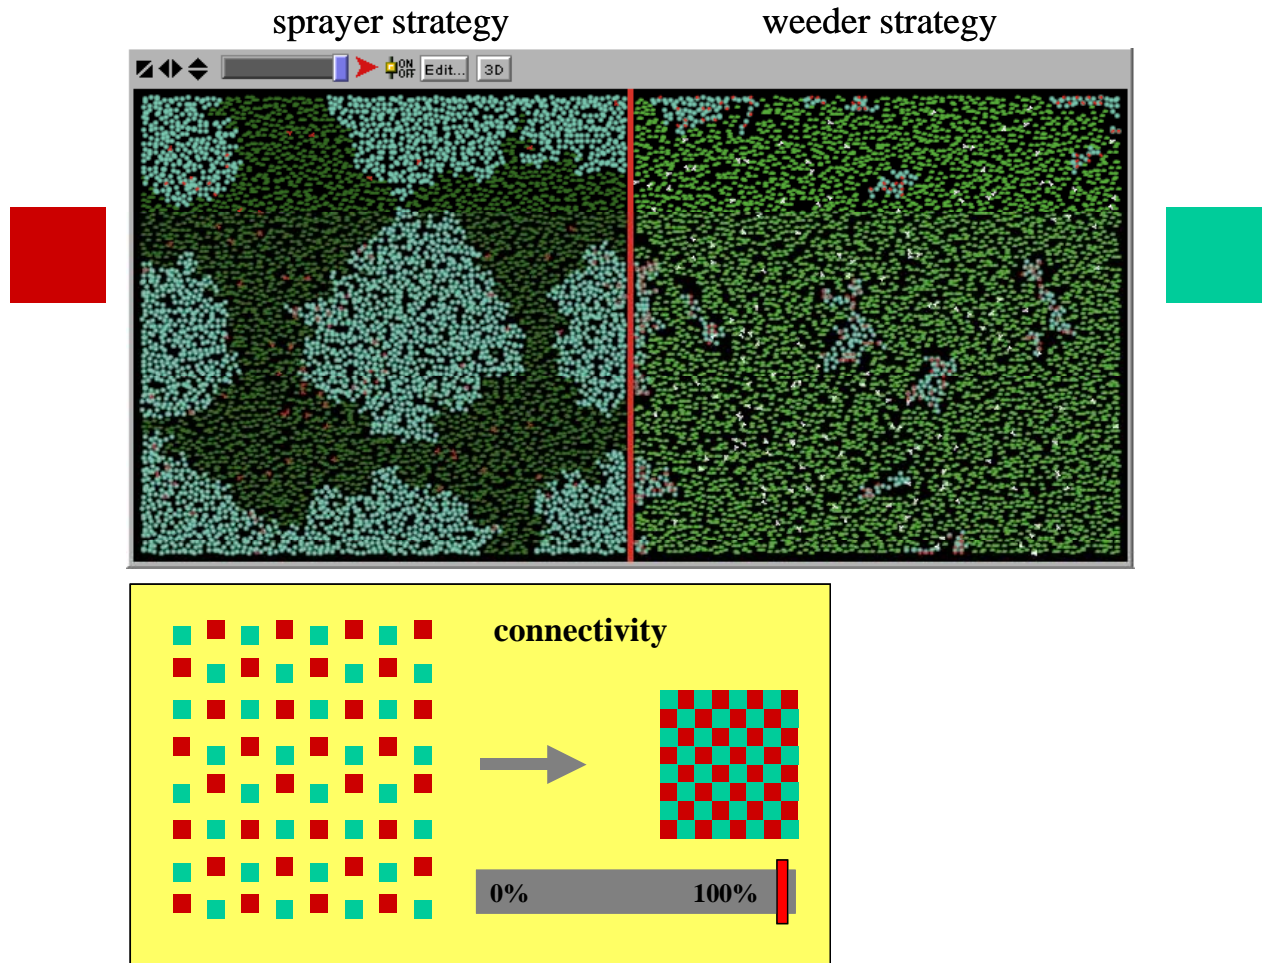 sprayer strategy
weeder strategy
ON
OFF
Edit...
3D
connectivity
0%
100%